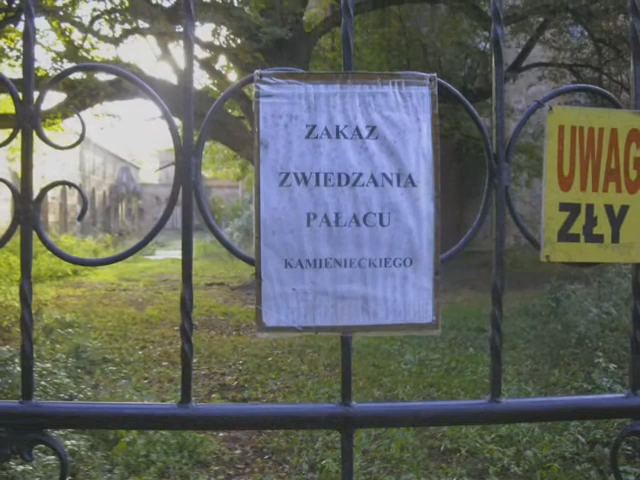 ZAKAZ
ZWIEDZANIA
PAŁACU
KAMIENIECKIEGO
UWAG
ZŁY